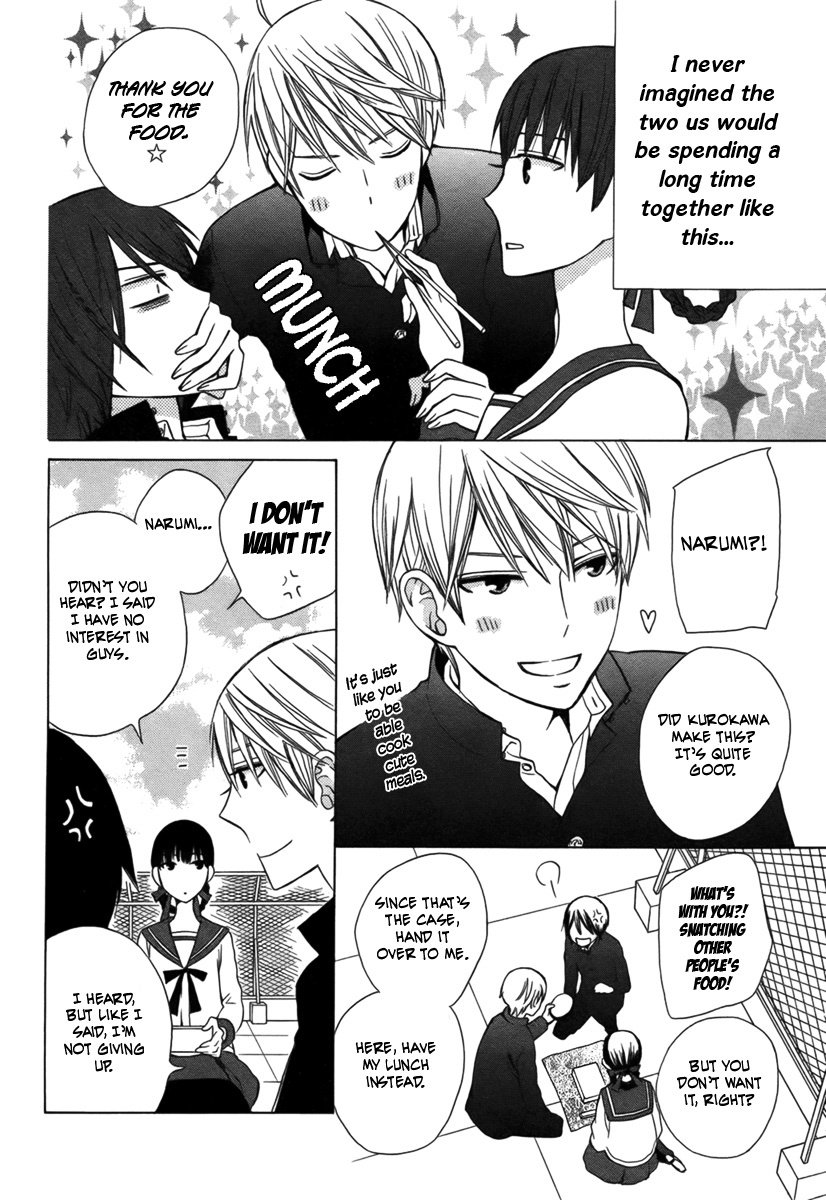 I never
imagined the
two us would
be spending a
long time
together like
this...
THANK YOU
FOR THE
FOOD.
☆
MUNCH
NARUMI?!
DID KUROKAWA
MAKE THIS?
IT'S QUITE
GOOD.
It's just
like you
to be
able
cook
cute
meals.
WHAT'S
WITH YOU?!
SNATCHING
OTHER
PEOPLE'S
FOOD!
BUT YOU
DON'T WANT
IT, RIGHT?
SINCE THAT'S
THE CASE,
HAND IT
OVER TO ME.
HERE, HAVE
MY LUNCH
INSTEAD.
I DON'T
WANT IT!
NARUMI...
DIDN'T YOU
HEAR? I SAID
I HAVE NO
INTEREST IN
GUYS.
I HEARD,
BUT LIKE I
SAID, I'M
NOT GIVING
UP.